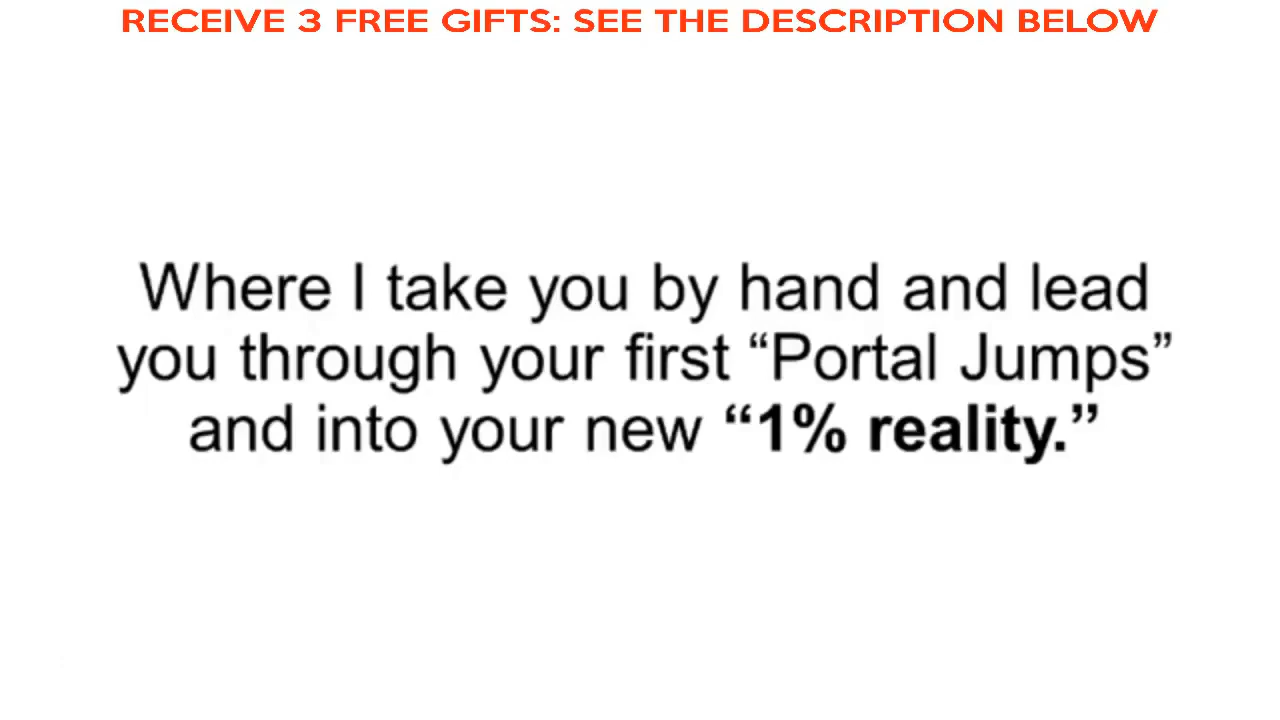 RECEIVE 3 FREE GIFTS: SEE THE DESCRIPTION BELOW
Where I take you by hand and lead
you through your first “Portal Jumps”
and into your new “1% reality.”